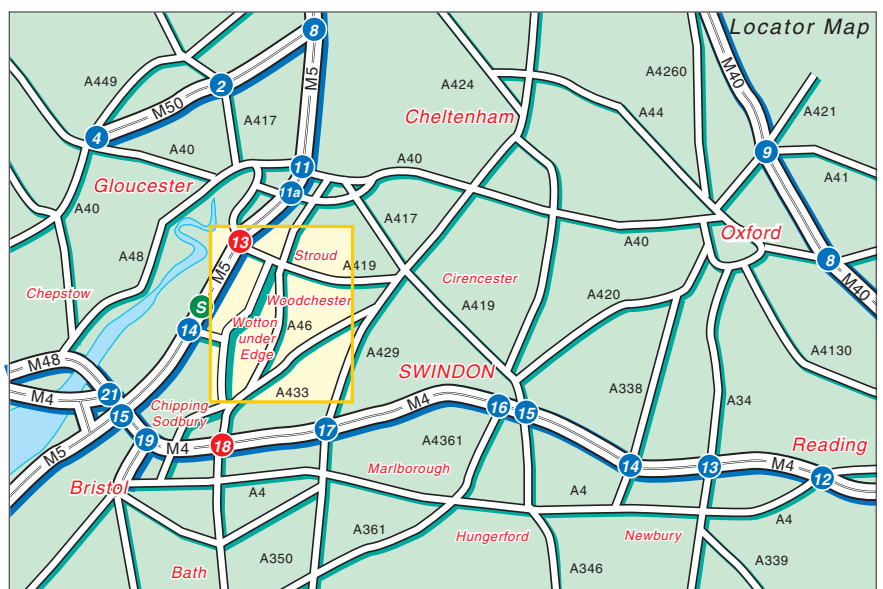 Locator Map
8
A449
M5
A424
A4260
M40
2
M50
A417
A44
A421
4
Cheltenham
A40
11
A40
9
Gloucester
11a
A41
A40
A417
13
Oxford
A48
Stroud
A40
M5
A419
8
Cirencester
Chepstow
Woodchester
M40
S
A419
A420
14
Wotton
under
Edge
A46
A429
M48
A4130
SWINDON
A433
A338
M4
21
Chipping
Sodbury
M4
16
15
A34
15
19
18
17
A4361
M4
Reading
M5
14
13
M4
12
Marlborough
Bristol
A4
A4
A4
A361
Hungerford
Newbury
A350
A339
Bath
A346